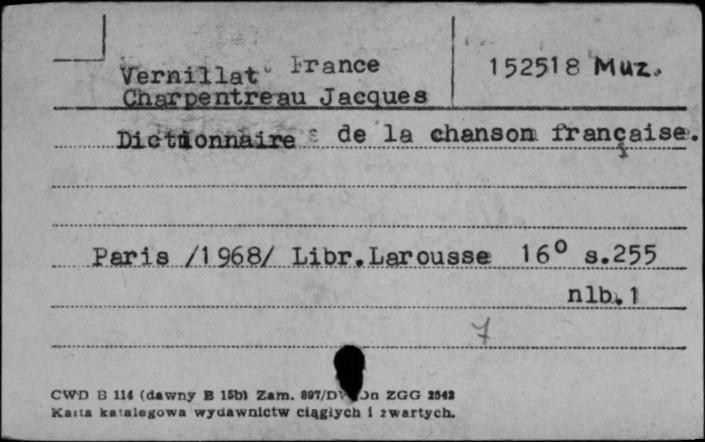 Vernillat France 152518 Muz.
Charpentreau Jacques
Dictionnaire de la chanson française.
Paris /1968/ Libr.Larousse 16° s.255
nlb.1
7
CWD B 114 (dawny B 15b) Zam. 897/D ZGG 2542
Karta katalogowa wydawnictw ciągłych i zwartych.